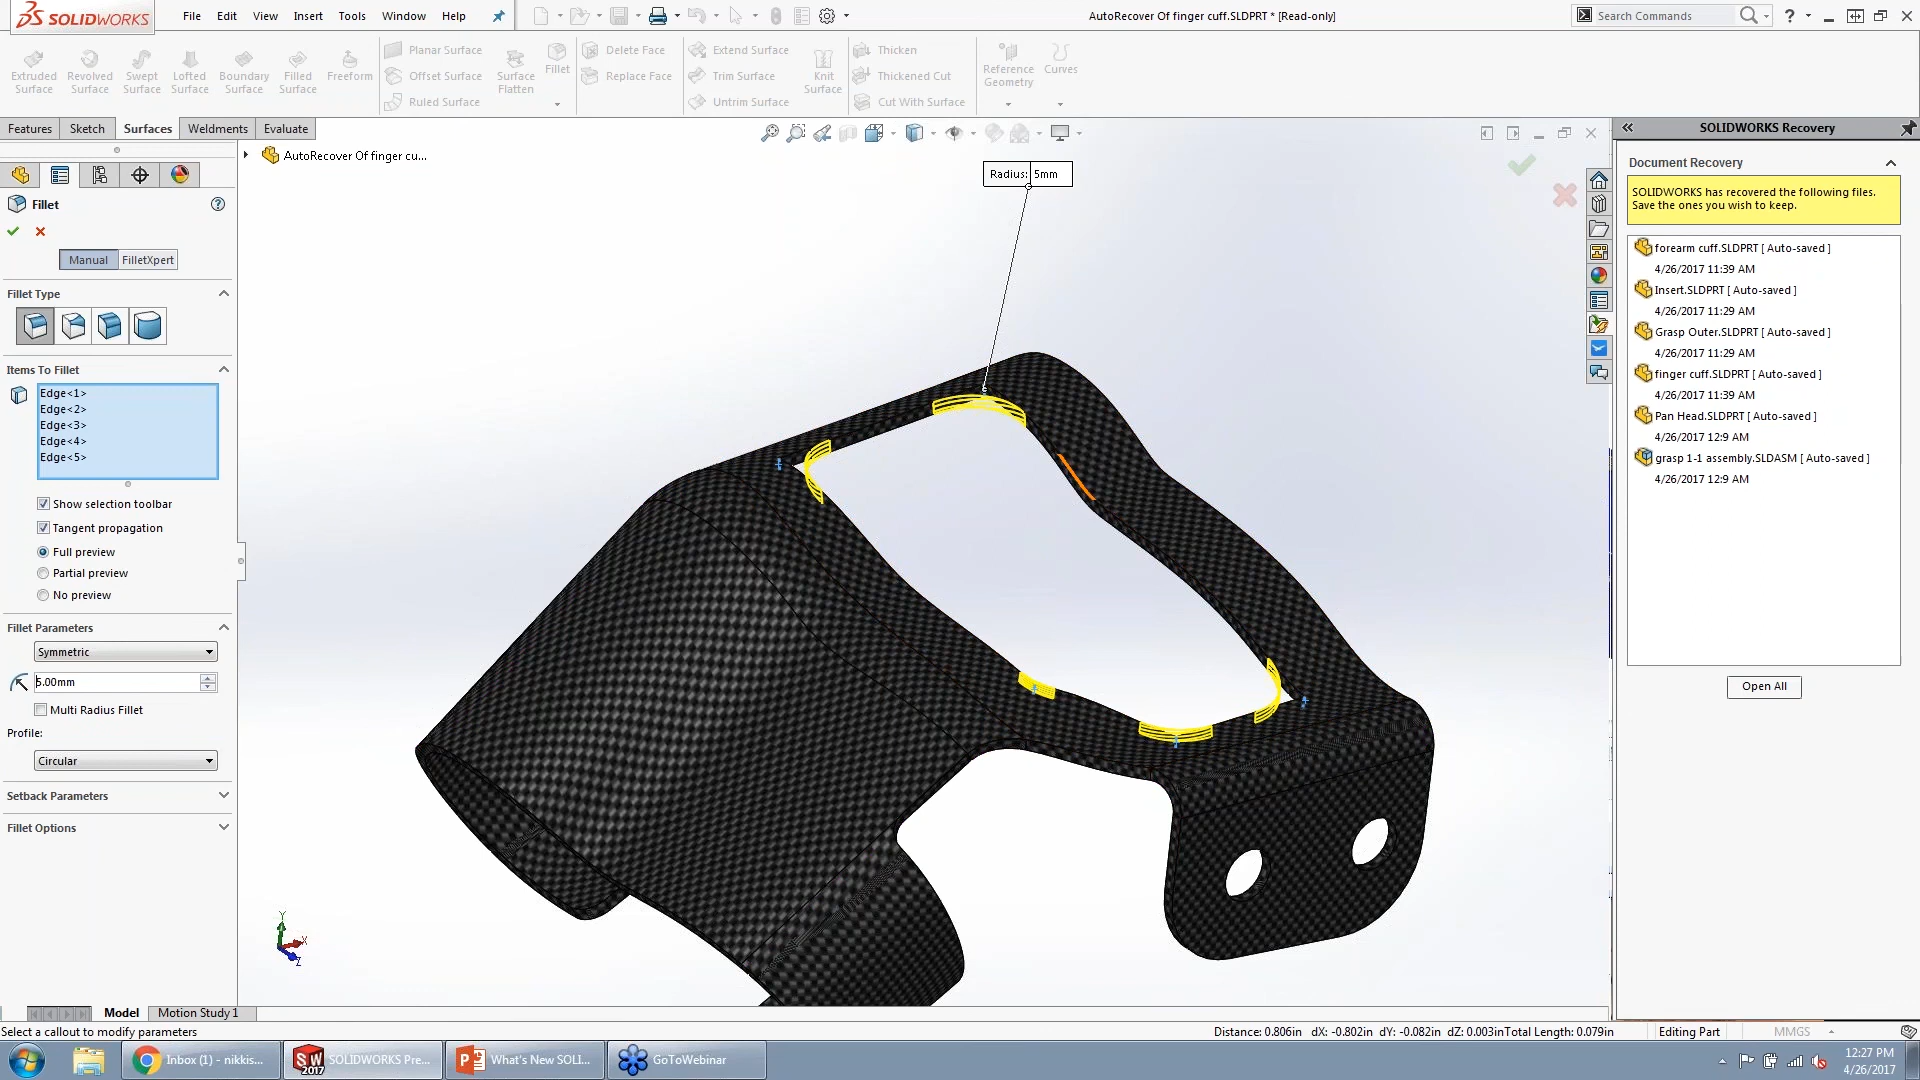 SOLIDWORKS
File Edit View Insert Tools Window Help
AutoRecover Of finger cuff.SLDPRT * [Read-only]
Search Commands
Extruded Surface
Revolved Surface
Swept Surface
Lofted Surface
Boundary Surface
Filled Surface
Freeform
Planar Surface
Offset Surface
Ruled Surface
Surface Flatten
Fillet
Delete Face
Replace Face
Extend Surface
Trim Surface
Untrim Surface
Knit Surface
Thicken
Thickened Cut
Cut With Surface
Reference Geometry
Curves
Features Sketch Surfaces Weldments Evaluate
AutoRecover Of finger cu...
Fillet
Manual FilletXpert
Fillet Type
Items To Fillet
Edge<1>
Edge<2>
Edge<3>
Edge<4>
Edge<5>
Show selection toolbar
Tangent propagation
Full preview
Partial preview
No preview
Fillet Parameters
Symmetric
5.00mm
Multi Radius Fillet
Profile:
Circular
Setback Parameters
Fillet Options
Radius: 5mm
Y
X
Z
SOLIDWORKS Recovery
Document Recovery
SOLIDWORKS has recovered the following files.
Save the ones you wish to keep.
forearm cuff.SLDPRT [ Auto-saved ]
4/26/2017 11:39 AM
Insert.SLDPRT [ Auto-saved ]
4/26/2017 11:29 AM
Grasp Outer.SLDPRT [ Auto-saved ]
4/26/2017 11:29 AM
finger cuff.SLDPRT [ Auto-saved ]
4/26/2017 11:39 AM
Pan Head.SLDPRT [ Auto-saved ]
4/26/2017 12:9 AM
grasp 1-1 assembly.SLDASM [ Auto-saved ]
4/26/2017 12:9 AM
Open All
Model Motion Study 1
Select a callout to modify parameters
Distance: 0.806in dX: -0.802in dY: -0.082in dZ: 0.003inTotal Length: 0.079in
Editing Part
MMGS
Inbox (1) - nikkis...
SW 2017
SOLIDWORKS Pre...
What's New SOLI...
GoToWebinar
12:27 PM
4/26/2017